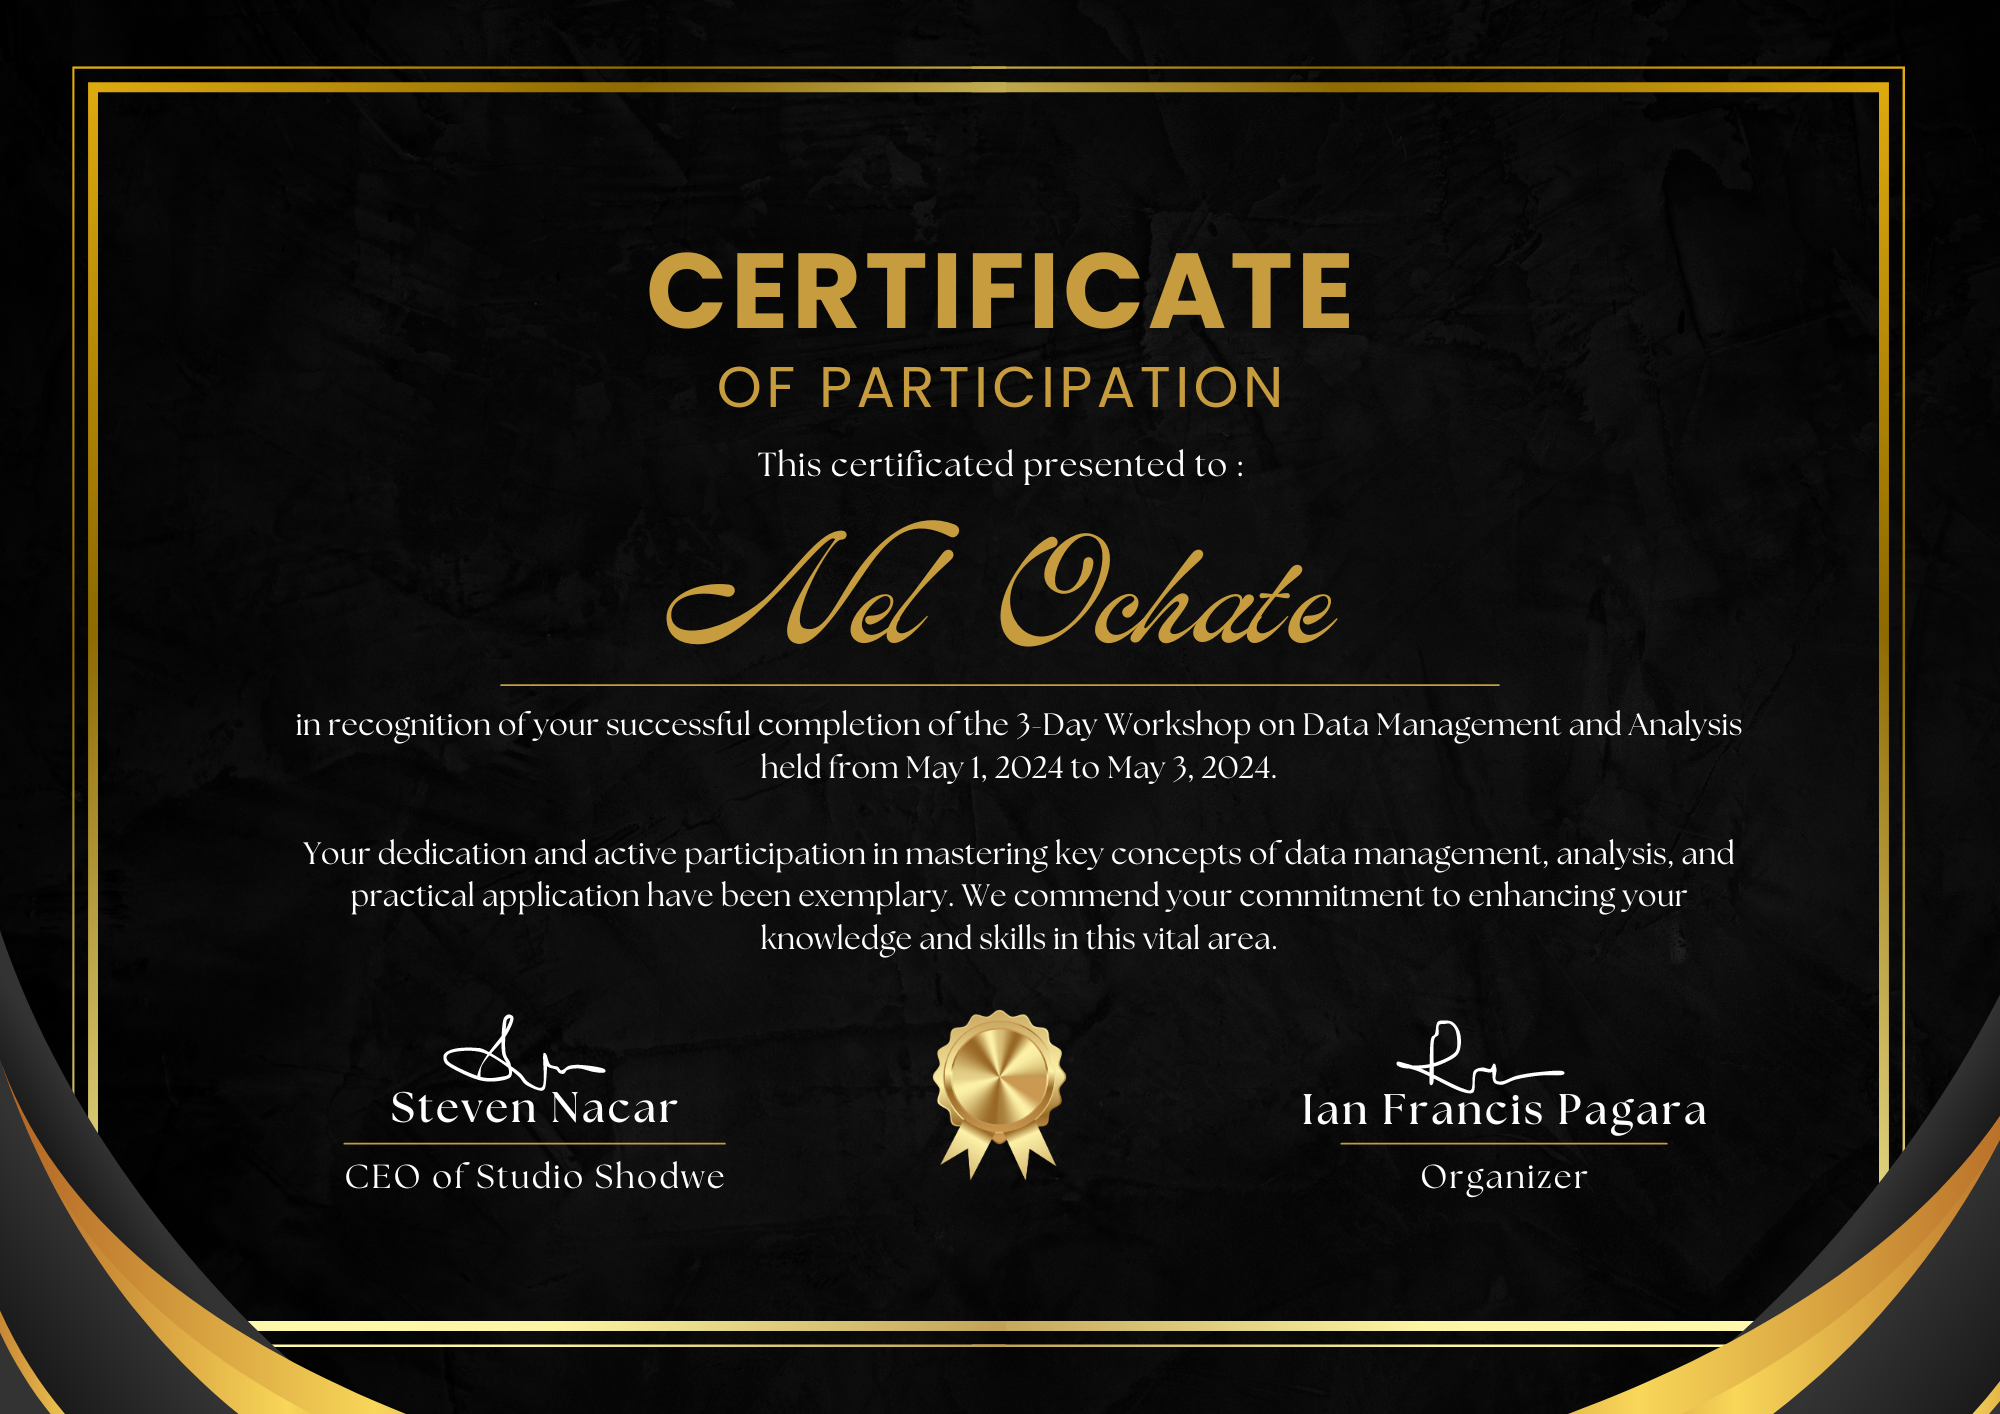 CERTIFICATE
OF PARTICIPATION
This certificated presented to :
Nel Ochate
in recognition of your successful completion of the 3-Day Workshop on Data Management and Analysis
held from May 1, 2024 to May 3, 2024.
Your dedication and active participation in mastering key concepts of data management, analysis, and
practical application have been exemplary. We commend your commitment to enhancing your
knowledge and skills in this vital area.
Steven Nacar
CEO of Studio Shodwe
Ian Francis Pagara
Organizer